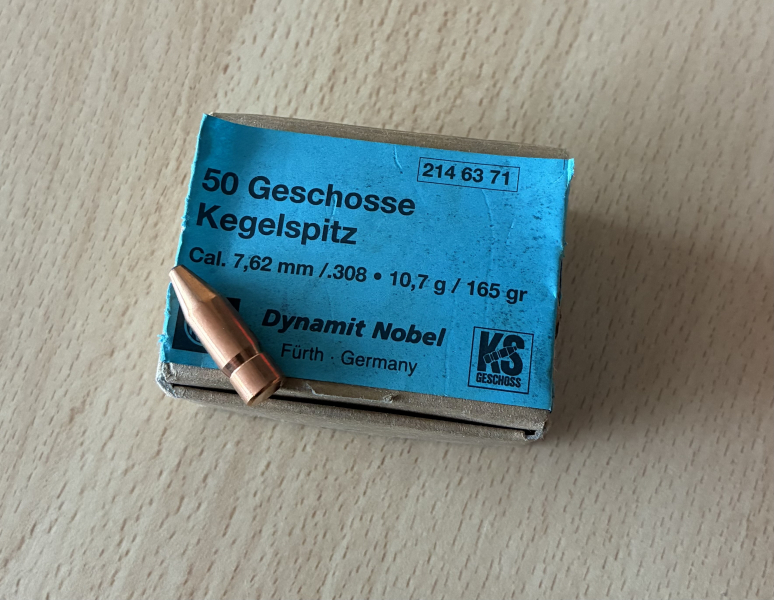 214 63 71
50 Geschosse
Kegelspitz
Cal. 7,62 mm /.308 • 10,7 g / 165 gr
Dynamit Nobel
Fürth · Germany
KS
GESCHOSS